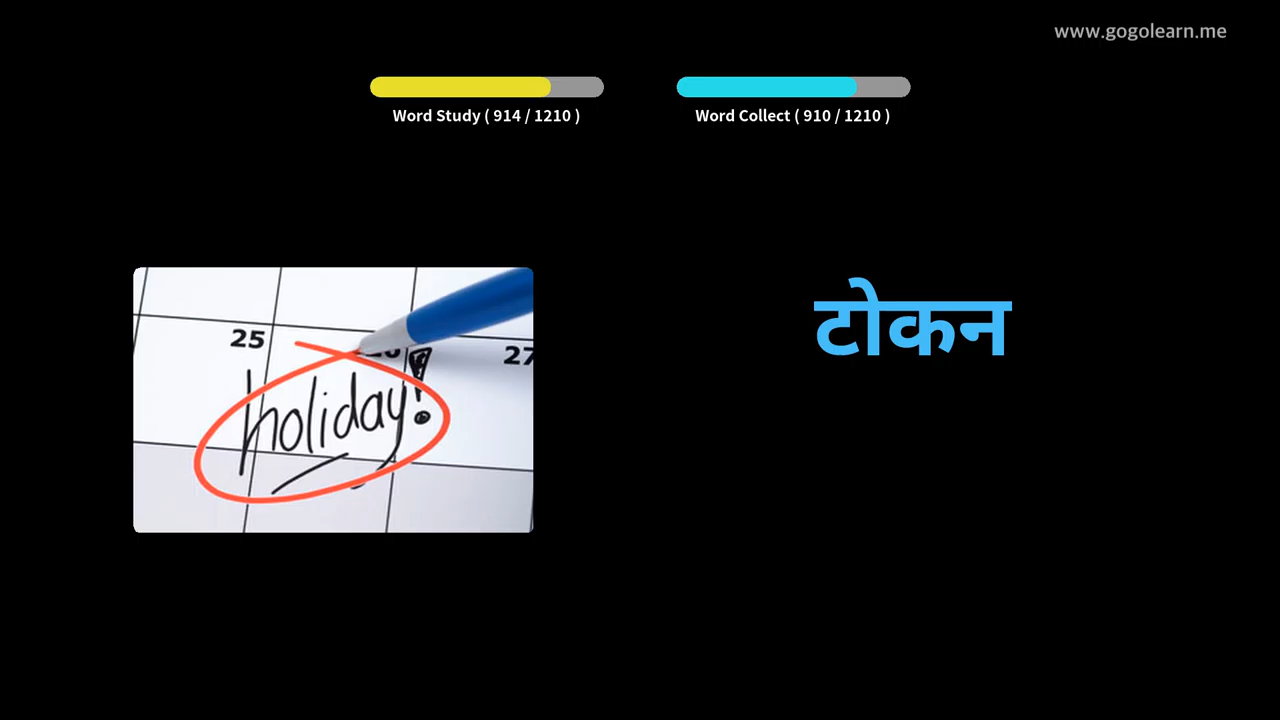 www.gogolearn.me
Word Study ( 914 / 1210 )
Word Collect ( 910 / 1210 )
25
27
holiday!
टोकन